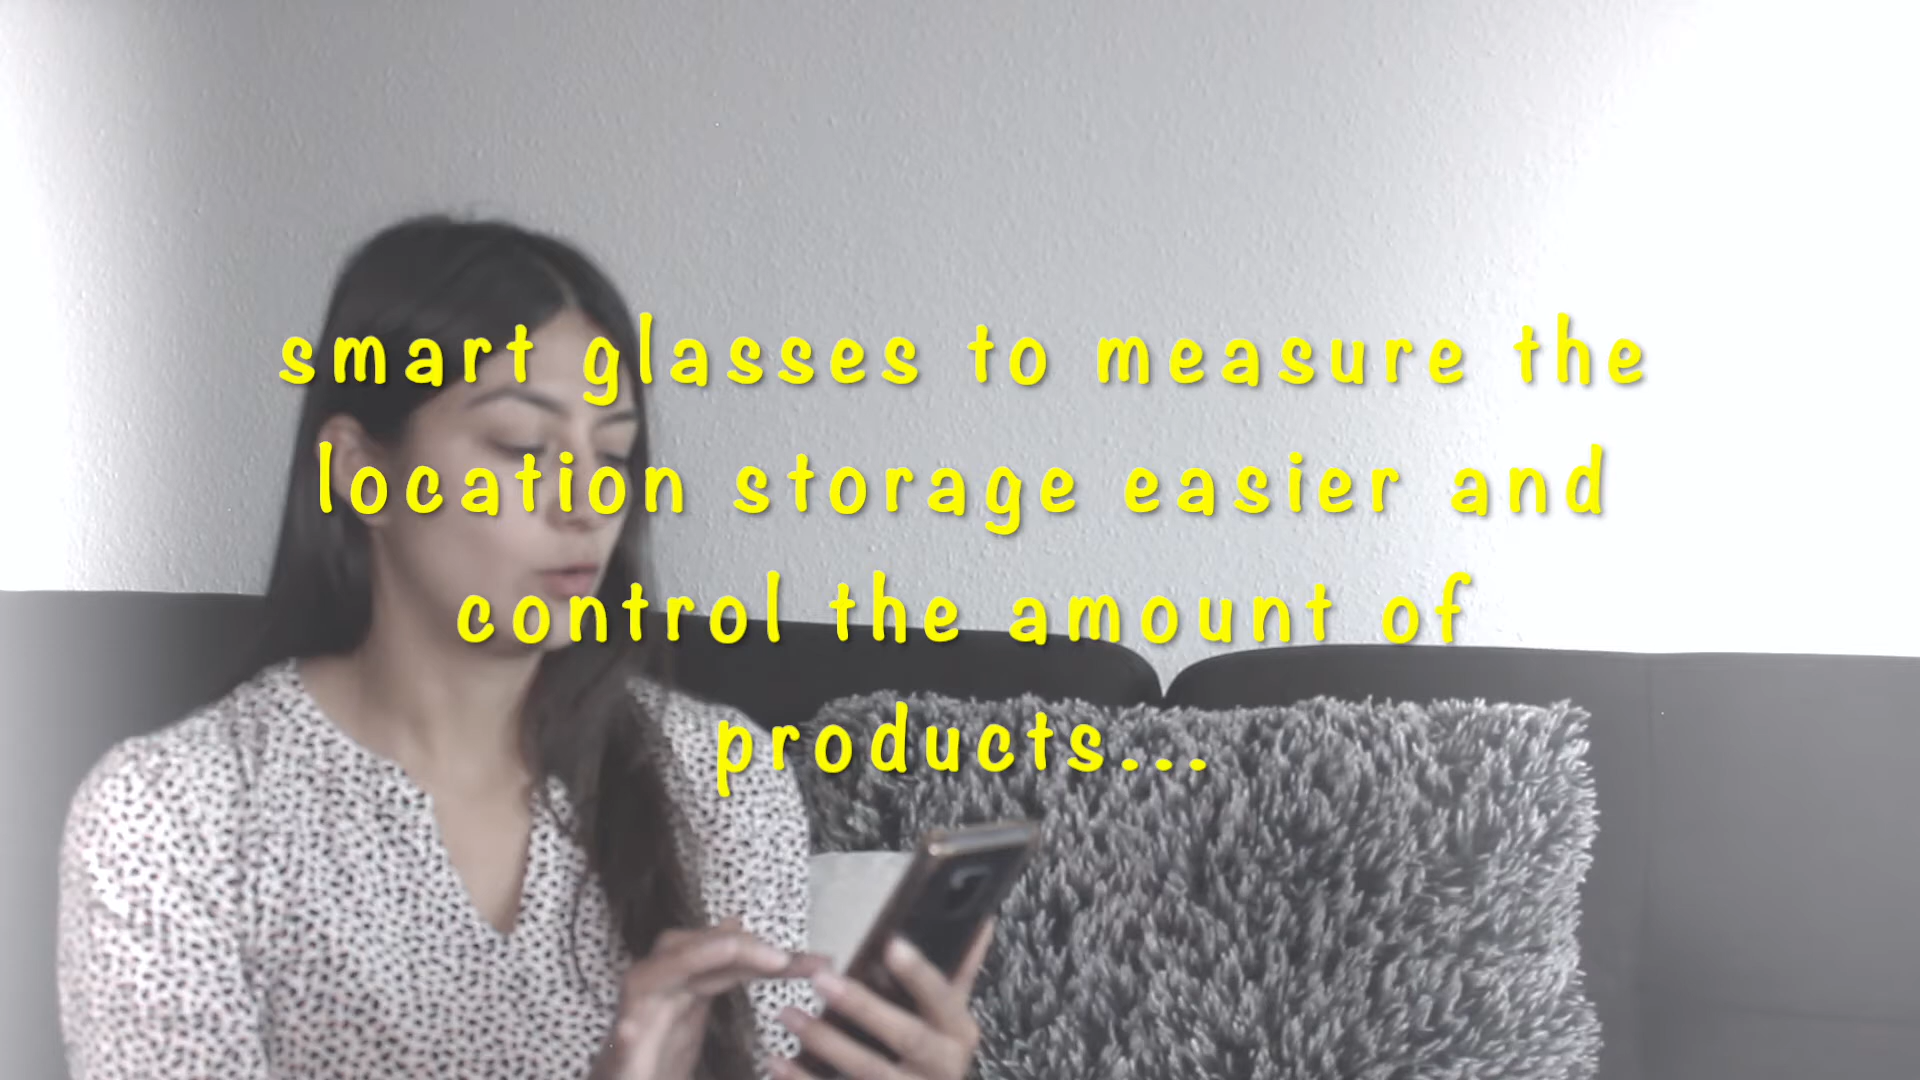 smart glasses to measure the
location storage easier and
control the amount of
products...